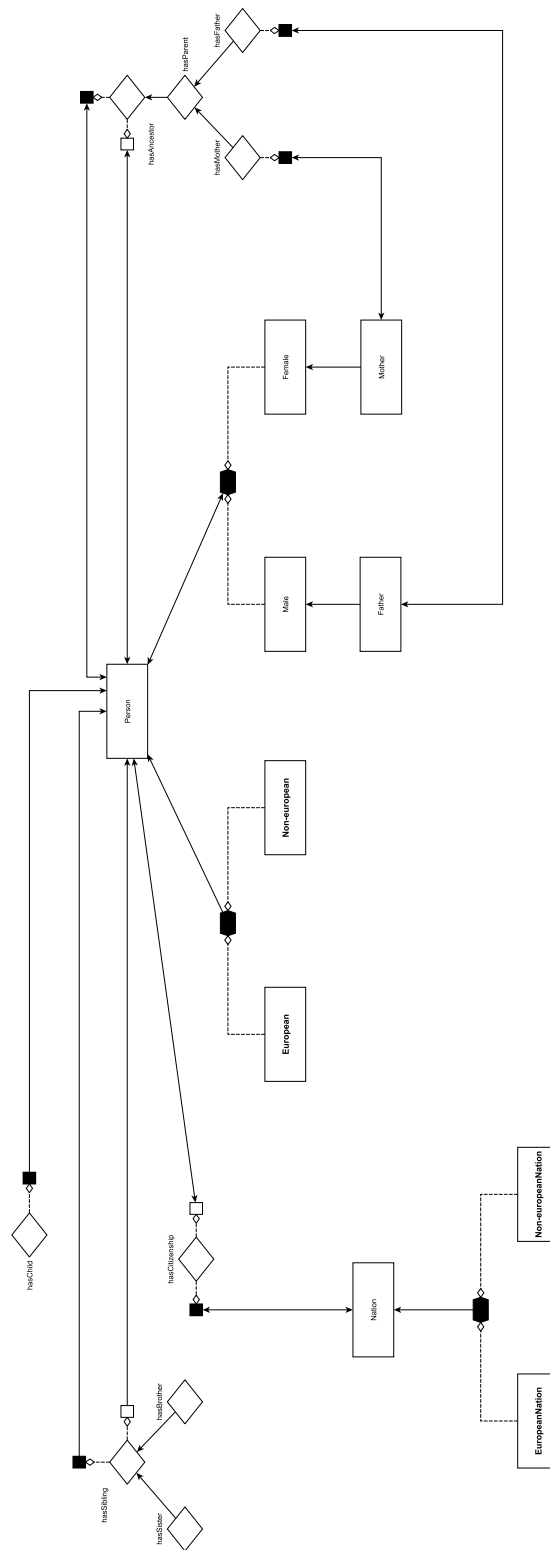 hasChild
hasSibling
hasSister
hasBrother
hasCitizenship
Nation
EuropeanNation
Non-europeanNation
European
Non-european
Person
Male
Father
Female
Mother
hasAncestor
hasParent
hasMother
hasFather